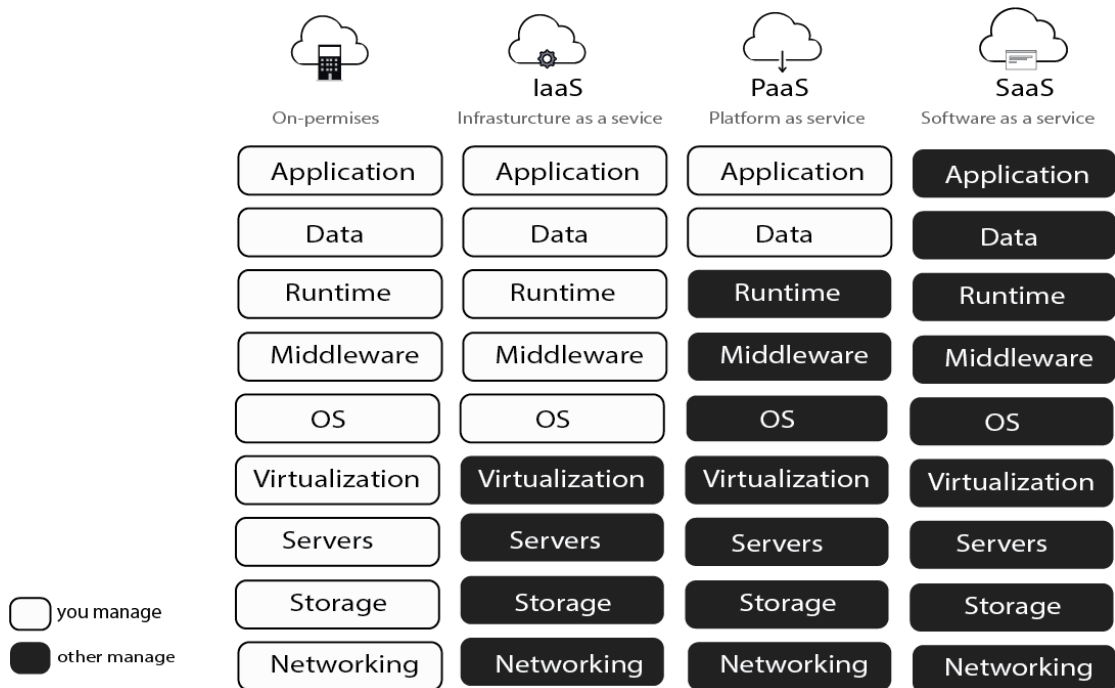 IaaS PaaS SaaS
On-permises Infrasturcture as a sevice Platform as service Software as a service
Application Application Application Application
Data Data Data Data
Runtime Runtime Runtime Runtime
Middleware Middleware Middleware Middleware
OS OS OS OS
Virtualization Virtualization Virtualization Virtualization
Servers Servers Servers Servers
Storage Storage Storage Storage
you manage
other manage
Networking Networking Networking Networking